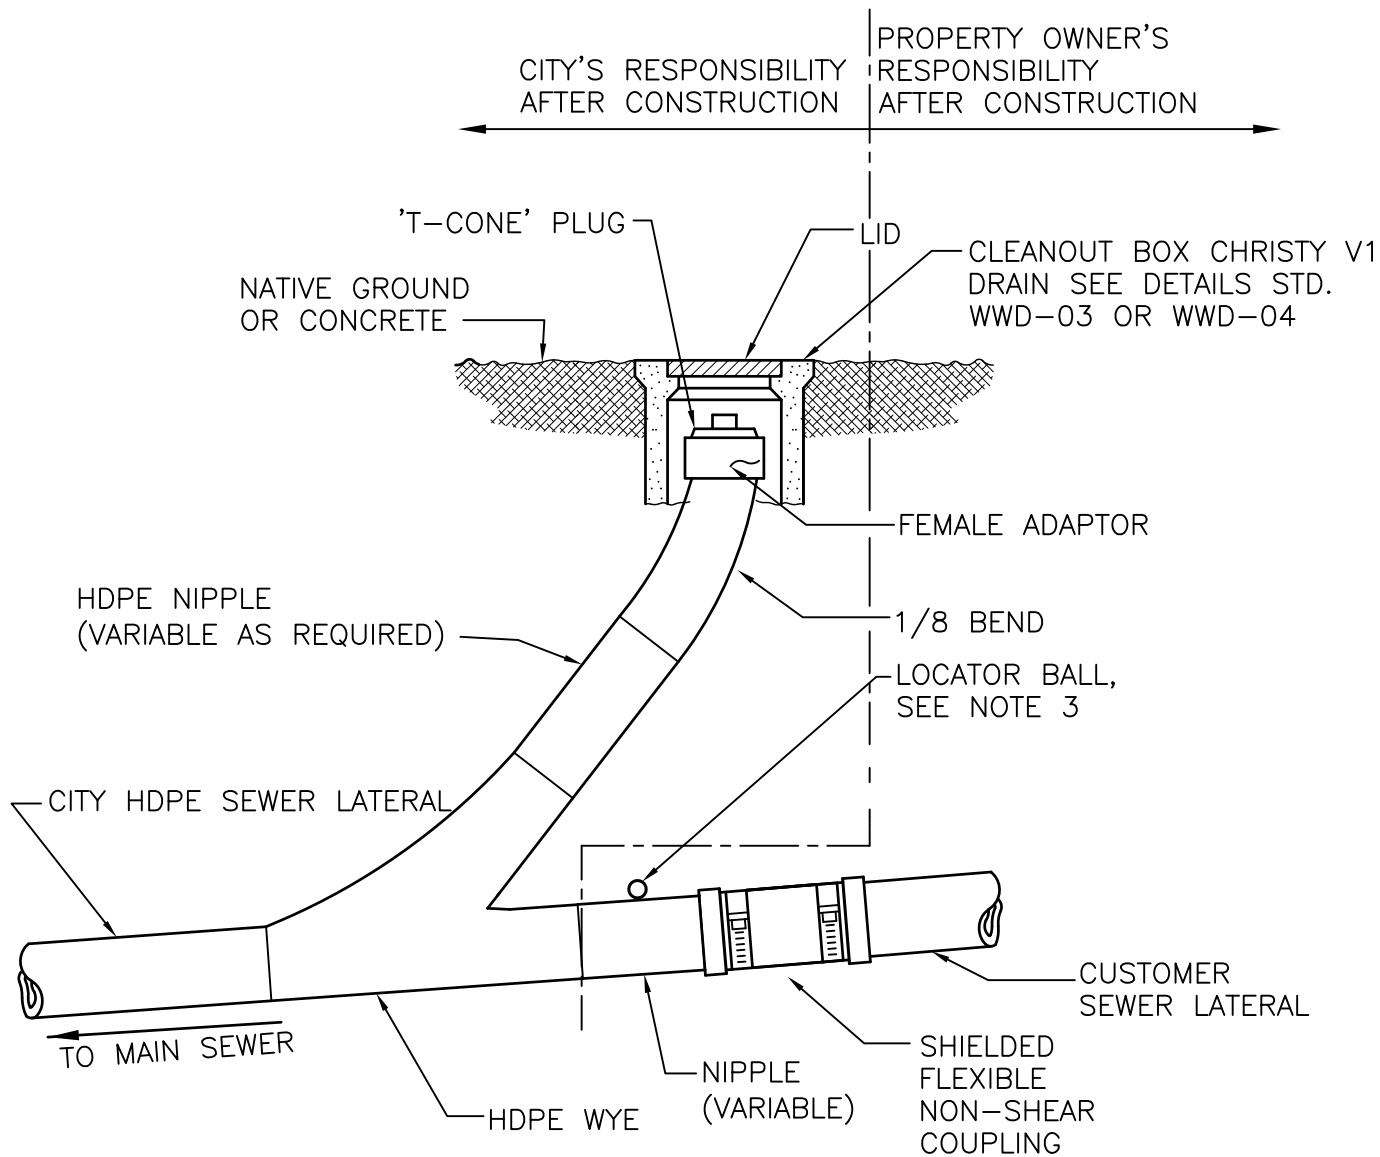 PROPERTY OWNER'S
RESPONSIBILITY
AFTER CONSTRUCTION
CITY'S RESPONSIBILITY
AFTER CONSTRUCTION
'T-CONE' PLUG
LID
CLEANOUT BOX CHRISTY V1
DRAIN SEE DETAILS STD.
WWD-03 OR WWD-04
NATIVE GROUND
OR CONCRETE
FEMALE ADAPTOR
HDPE NIPPLE
(VARIABLE AS REQUIRED)
1/8 BEND
LOCATOR BALL,
SEE NOTE 3
CITY HDPE SEWER LATERAL
CUSTOMER
SEWER LATERAL
TO MAIN SEWER
SHIELDED
FLEXIBLE
NON-SHEAR
COUPLING
NIPPLE
(VARIABLE)
HDPE WYE